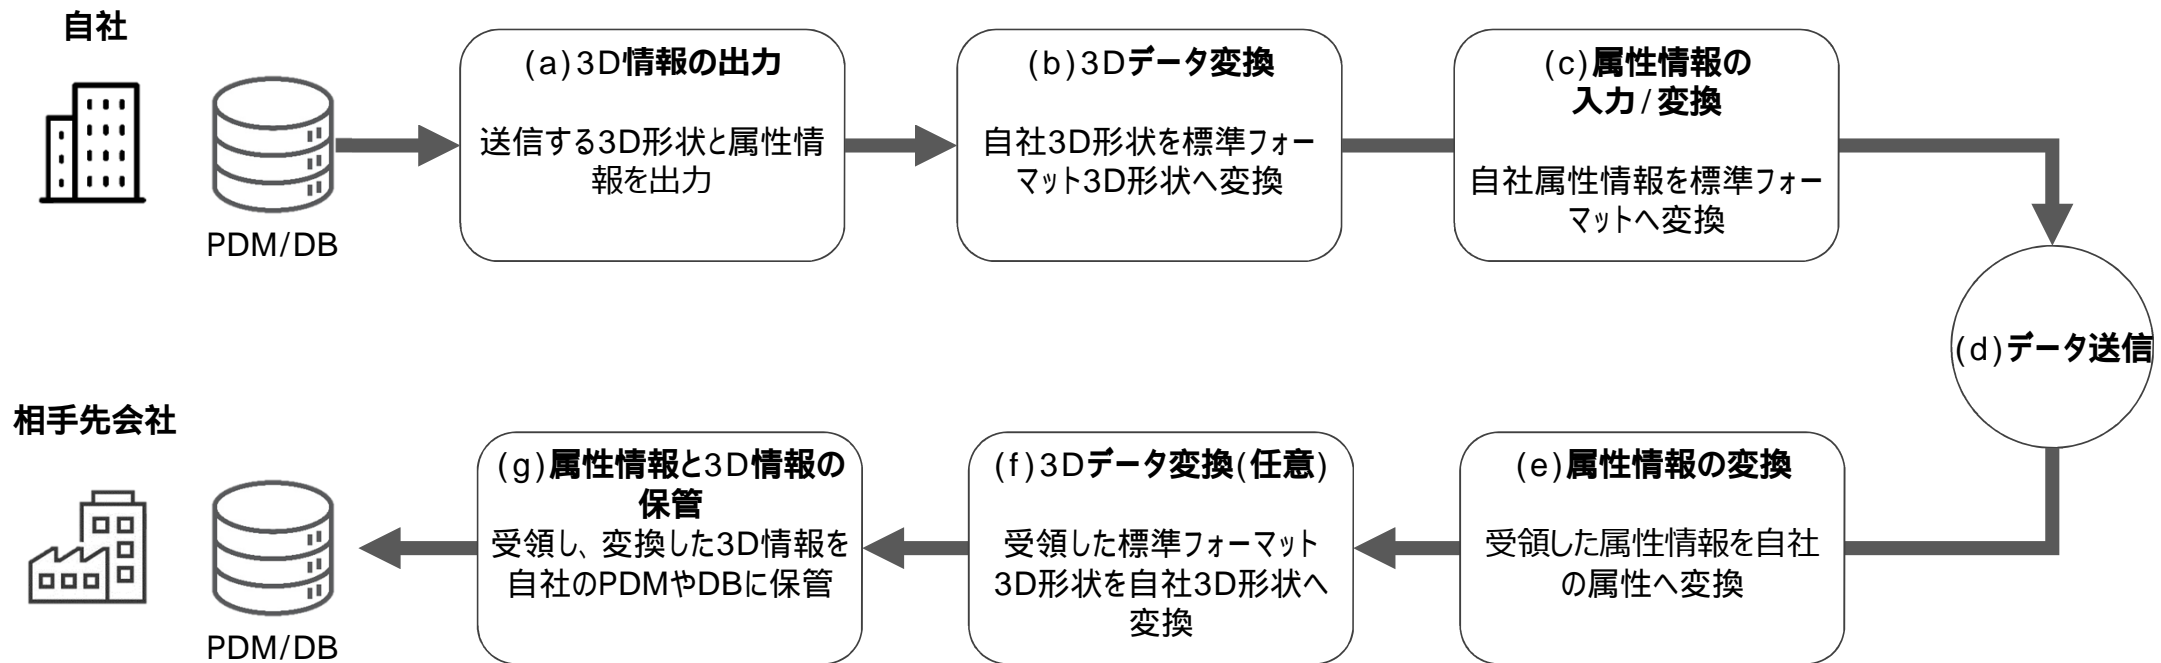 自社
PDM/DB
(a)3D情報の出力
送信する3D形状と属性情
報を出力
(b)3Dデータ変換
自社3D形状を標準フォー
マット3D形状へ変換
(c)属性情報の
入力/変換
自社属性情報を標準フォー
マットへ変換
(d)データ送信
相手先会社
PDM/DB
(g)属性情報と3D情報の
保管
受領し、変換した3D情報を
自社のPDMやDBに保管
(f)3Dデータ変換(任意)
受領した標準フォーマット
3D形状を自社3D形状へ
変換
(e)属性情報の変換
受領した属性情報を自社
の属性へ変換